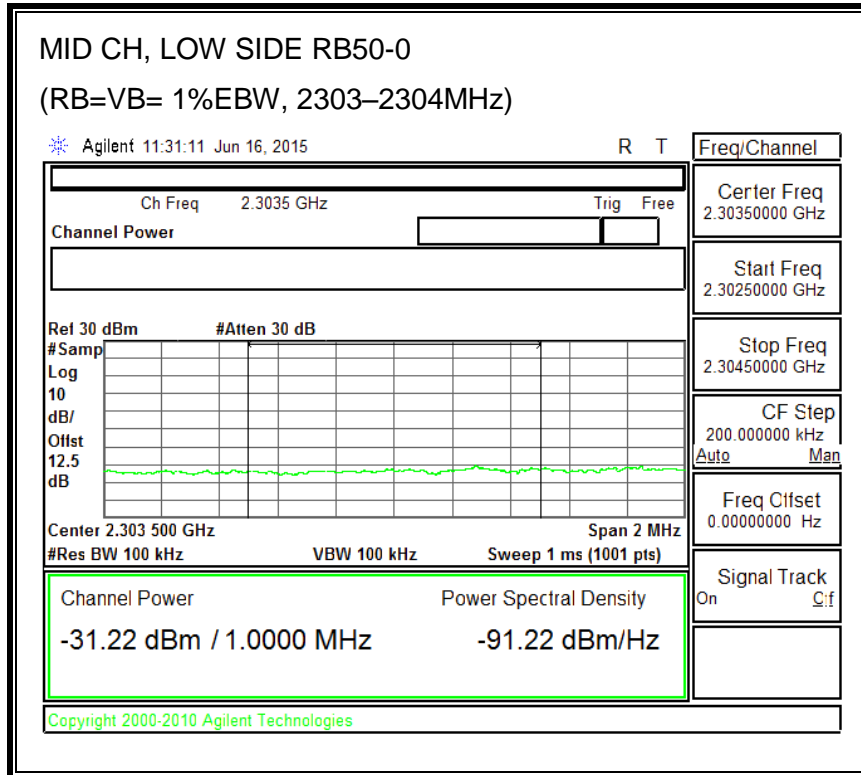 MID CH, LOW SIDE RB50-0
(RB=VB= 1%EBW, 2303–2304MHz)
Agilent 11:31:11 Jun 16, 2015 R T
Freq/Channel
Ch Freq 2.3035 GHz Trig Free
Channel Power
Center Freq
2.30350000 GHz
Start Freq
2.30250000 GHz
Stop Freq
2.30450000 GHz
CF Step
200.000000 kHz
Auto Man
Freq Offset
0.00000000 Hz
Signal Track
On Off
Ref 30 dBm #Atten 30 dB
#Samp
Log
10
dB/
Offst
12.5
dB
Center 2.303 500 GHz Span 2 MHz
#Res BW 100 kHz VBW 100 kHz Sweep 1 ms (1001 pts)
Channel Power Power Spectral Density
-31.22 dBm / 1.0000 MHz -91.22 dBm/Hz
Copyright 2000-2010 Agilent Technologies